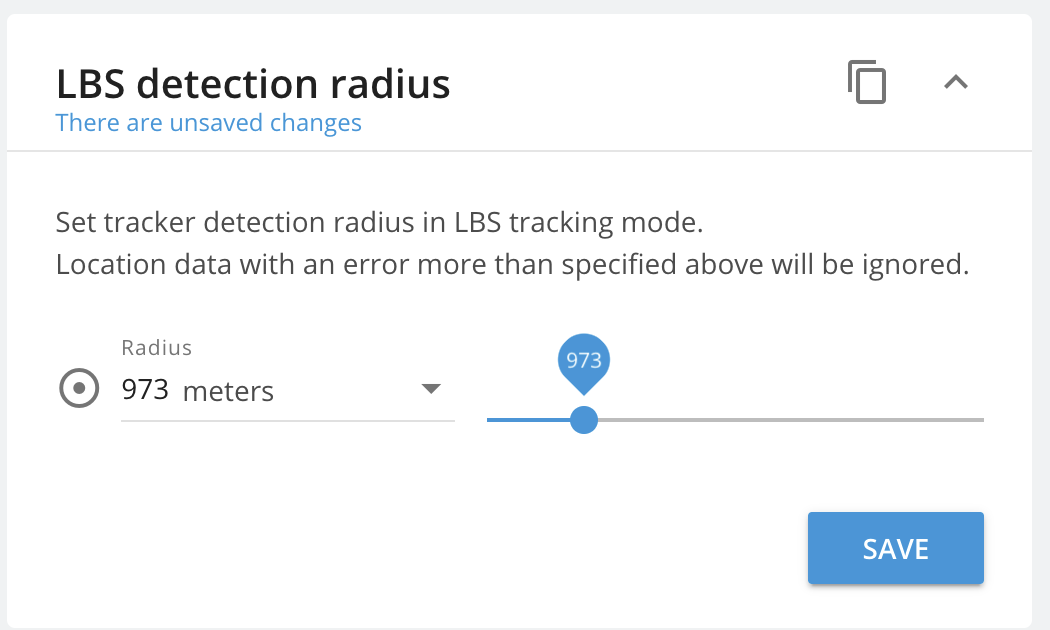 LBS detection radius
There are unsaved changes
Set tracker detection radius in LBS tracking mode.
Location data with an error more than specified above will be ignored.
Radius
973 meters
973
SAVE